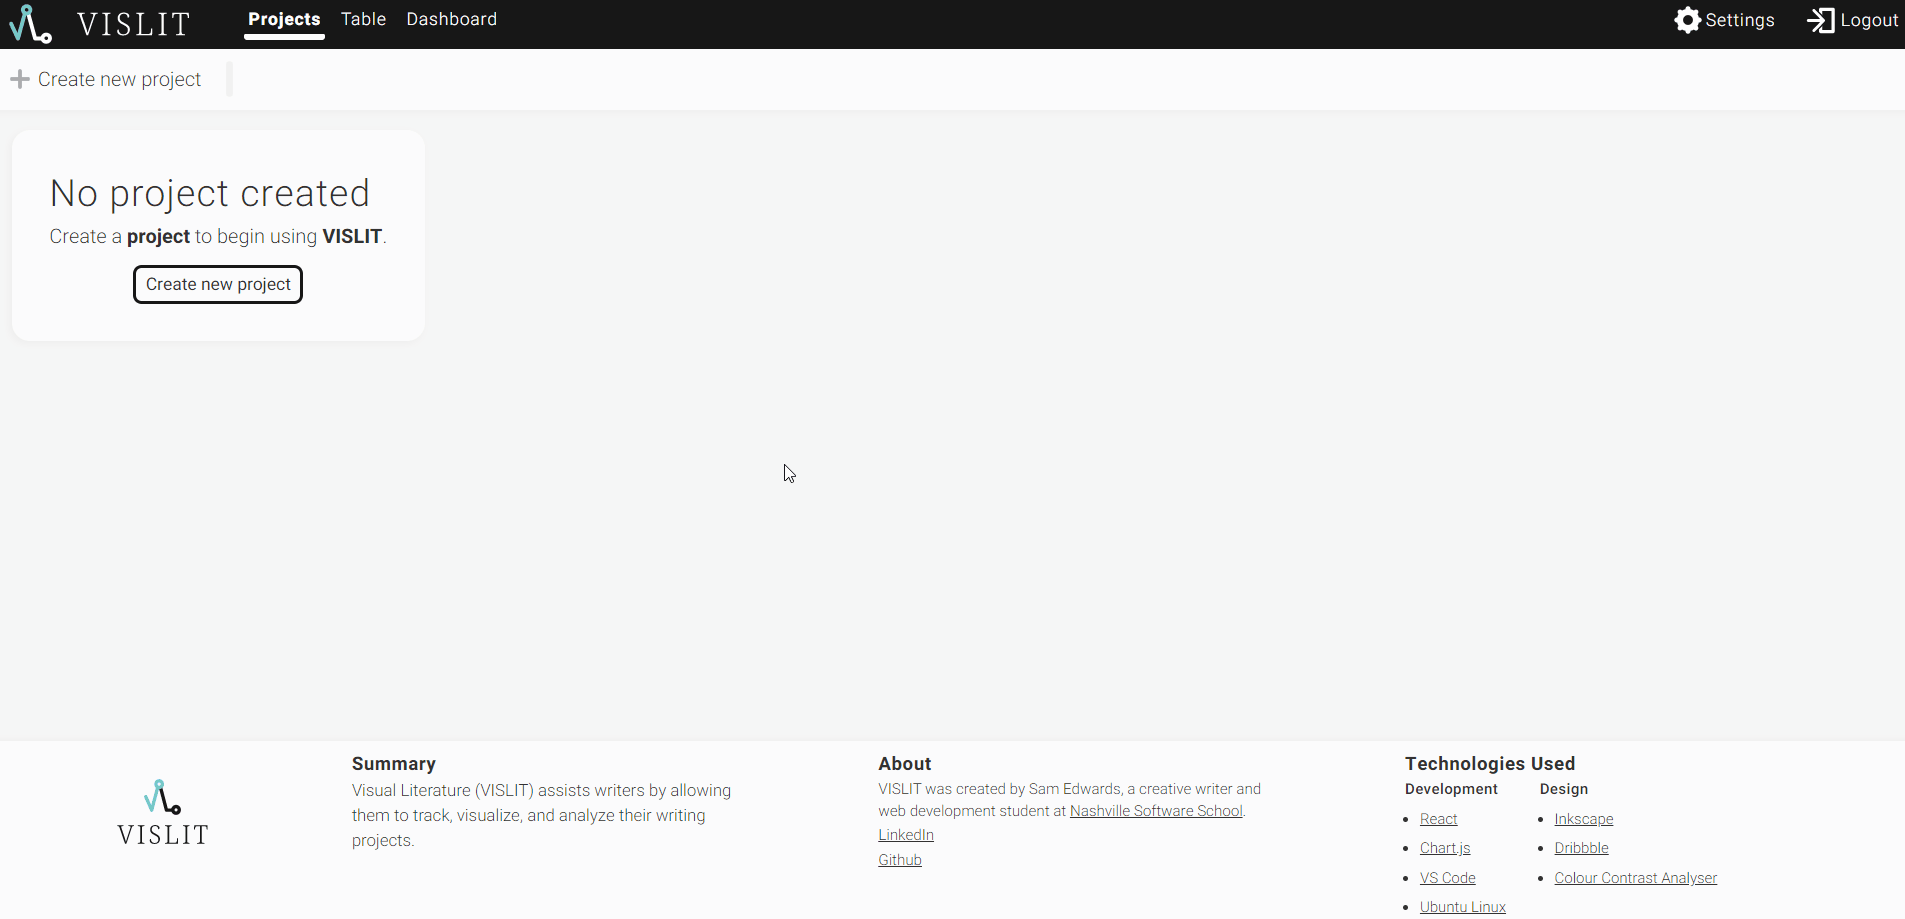 VISLIT
Projects Table Dashboard
Settings Logout
Create new project
No project created
Create a project to begin using VISLIT.
Create new project
VISLIT
Summary
Visual Literature (VISLIT) assists writers by allowing
them to track, visualize, and analyze their writing
projects.
About
VISLIT was created by Sam Edwards, a creative writer and
web development student at Nashville Software School.
LinkedIn
Github
Technologies Used
Development
React
Chart.js
VS Code
Ubuntu Linux
Design
Inkscape
Dribbble
Colour Contrast Analyser